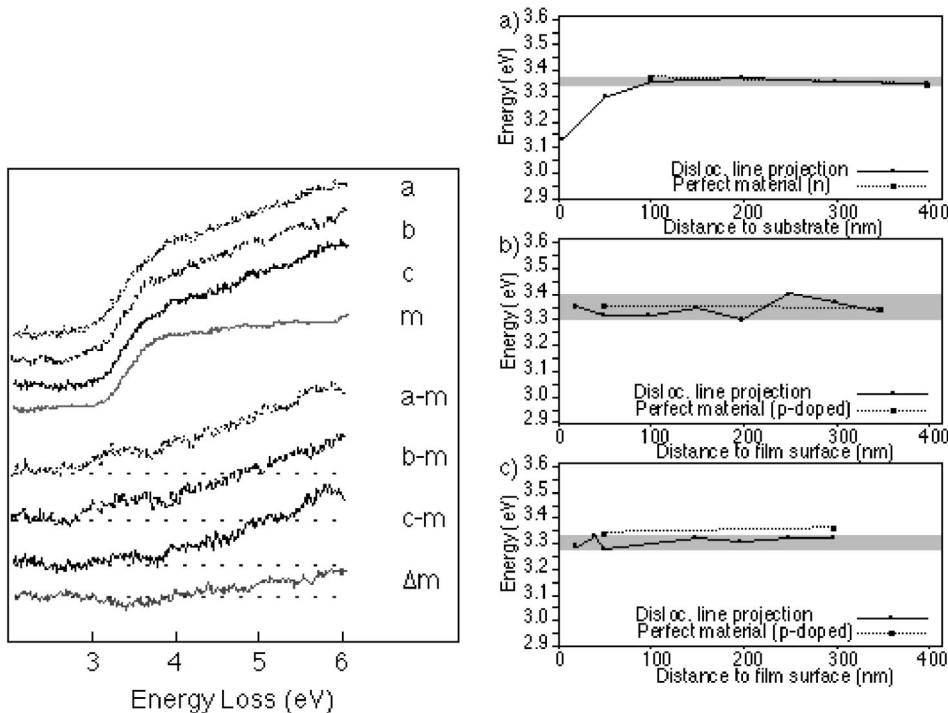 a
b
c
m
a-m
b-m
c-m
Δm
3 4 5 6
Energy Loss (eV)
a)
3.6
3.5
3.4
3.3
3.2
3.1
3.0
2.9
Energy ( eV)
Disloc. line projection
Perfect material (n)
0 100 200 300 400
Distance to substrate (nm)
b)
3.6
3.5
3.4
3.3
3.2
3.1
3.0
2.9
Energy ( eV)
Disloc. line projection
Perfect material (p-doped)
0 100 200 300 400
Distance to film surface (nm)
c)
3.6
3.5
3.4
3.3
3.2
3.1
3.0
2.9
Energy ( eV)
Disloc. line projection
Perfect material (p-doped)
0 100 200 300 400
Distance to film surface (nm)